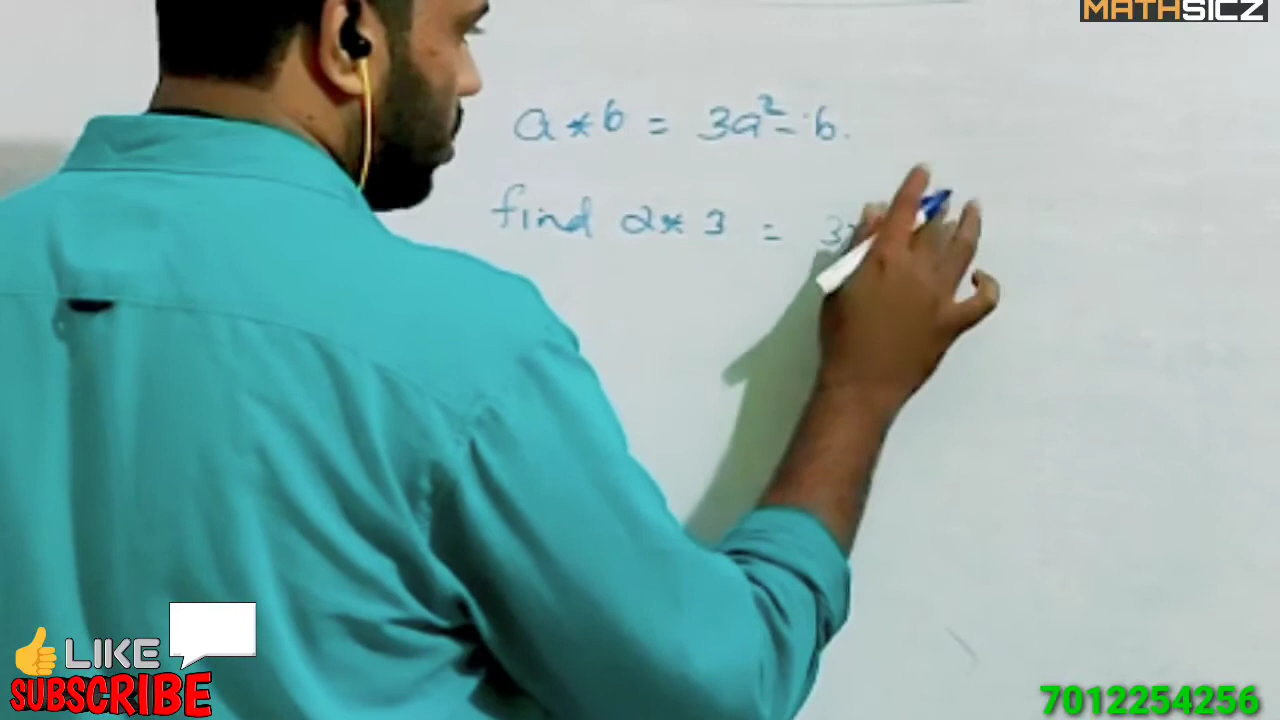 MATHSICZ
a * b = 3a² - b.
find 2 * 3 = 3×
LIKE
SUBSCRIBE
7012254256